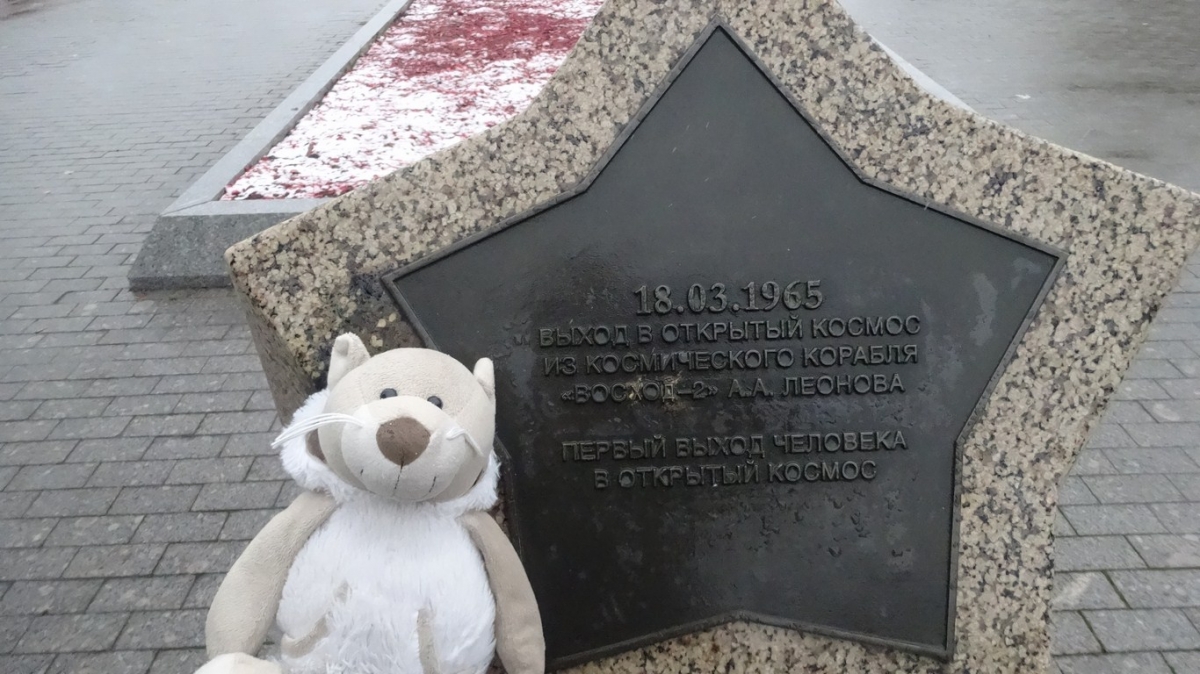 18.03.1965
ВЫХОД В ОТКРЫТЫЙ КОСМОС
ИЗ КОСМИЧЕСКОГО КОРАБЛЯ
«ВОСХОД–2» А.А. ЛЕОНОВА
ПЕРВЫЙ ВЫХОД ЧЕЛОВЕКА
В ОТКРЫТЫЙ КОСМОС